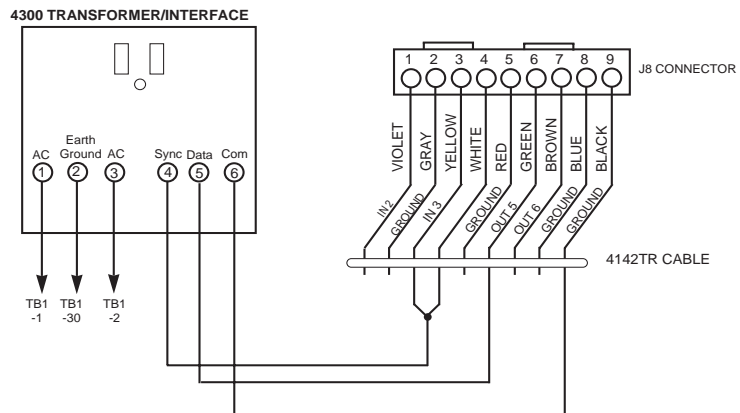 4300 TRANSFORMER/INTERFACE
AC
Earth
Ground
AC
Sync
Data
Com
1
2
3
4
5
6
TB1
-1
TB1
-30
TB1
-2
1 2 3 4 5 6 7 8 9
J8 CONNECTOR
VIOLET
GRAY
YELLOW
WHITE
RED
GREEN
BROWN
BLUE
BLACK
IN2
GROUND
IN 3
GROUND
OUT 5
OUT 6
GROUND
GROUND
4142TR CABLE